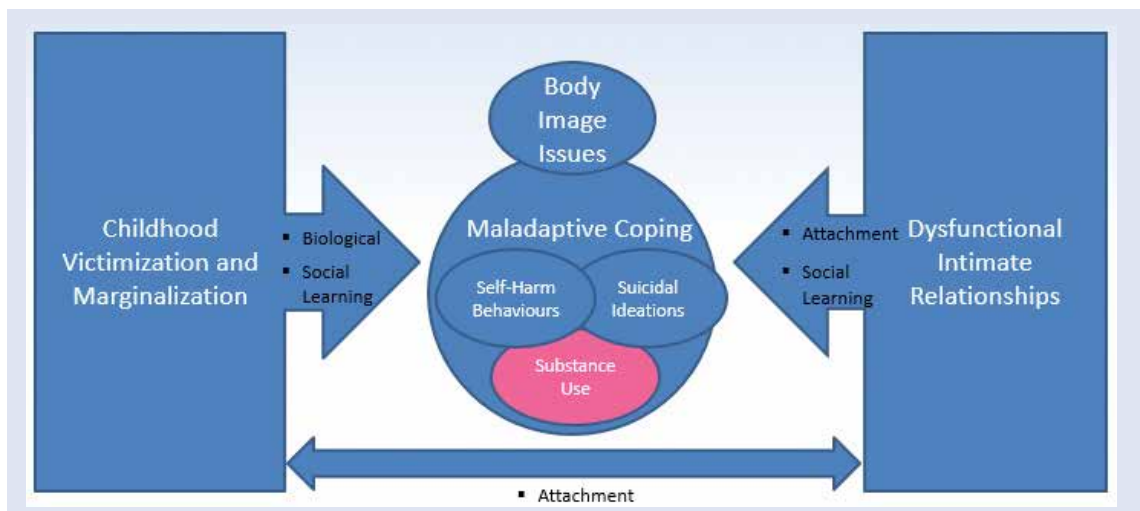 Childhood
Victimization and
Marginalization
▪ Biological
▪ Social
Learning
Body
Image
Issues
Maladaptive Coping
Self-Harm
Behaviours
Suicidal
Ideations
Substance
Use
▪ Attachment
▪ Social
Learning
Dysfunctional
Intimate
Relationships
▪ Attachment